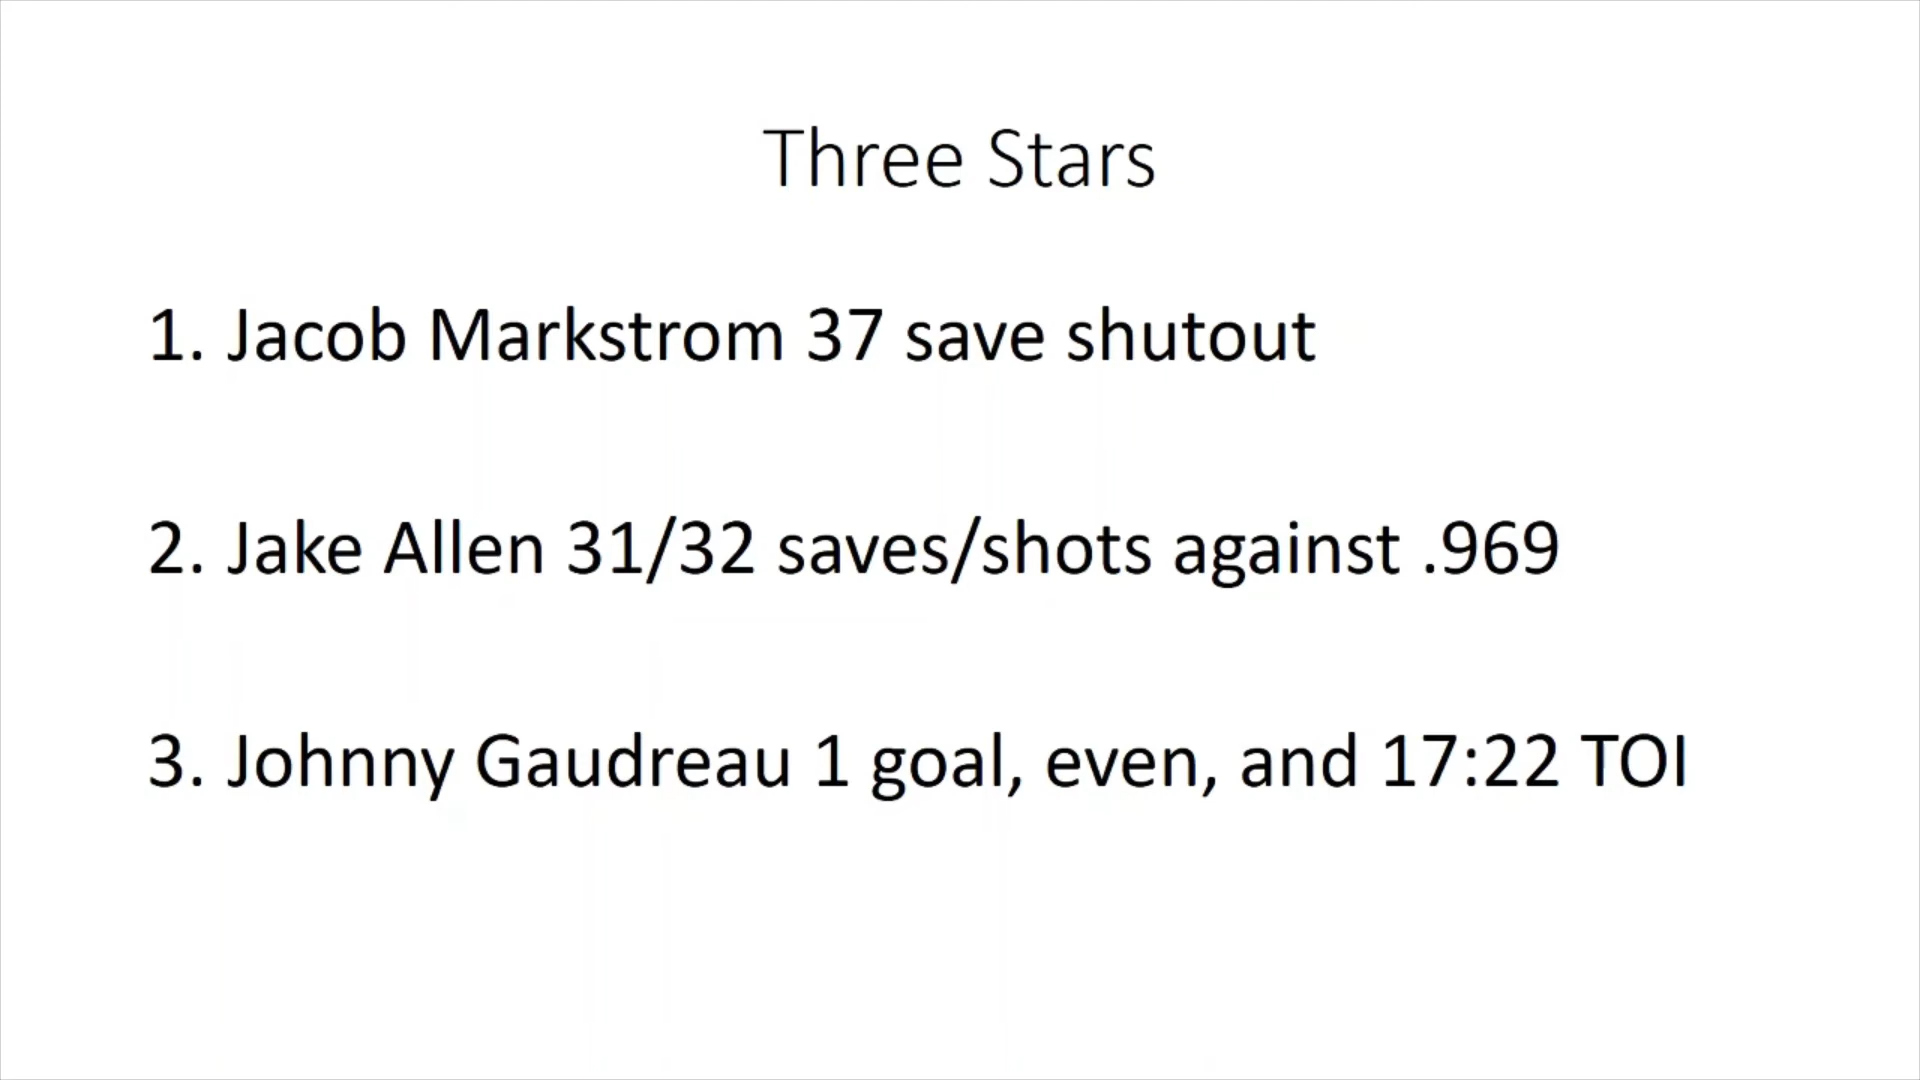 Three Stars
1. Jacob Markstrom 37 save shutout
2. Jake Allen 31/32 saves/shots against .969
3. Johnny Gaudreau 1 goal, even, and 17:22 TOI